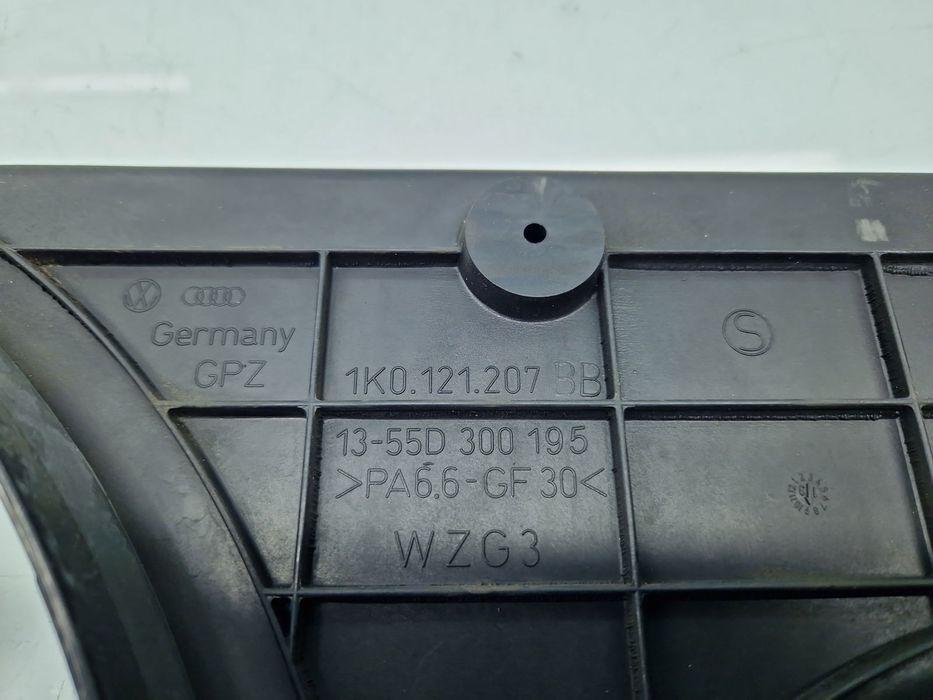 Germany
GPZ
1K0.121.207 BB
S
13-55D 300 195
>PA6.6-GF30<
WZG3